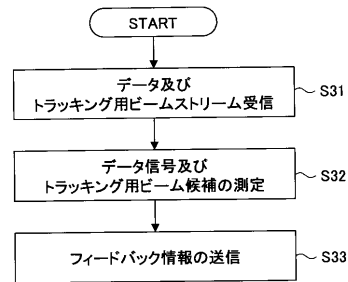 START
データ及び
トラッキング用ビームストリーム受信
S31
データ信号及び
トラッキング用ビーム候補の測定
S32
フィードバック情報の送信
S33